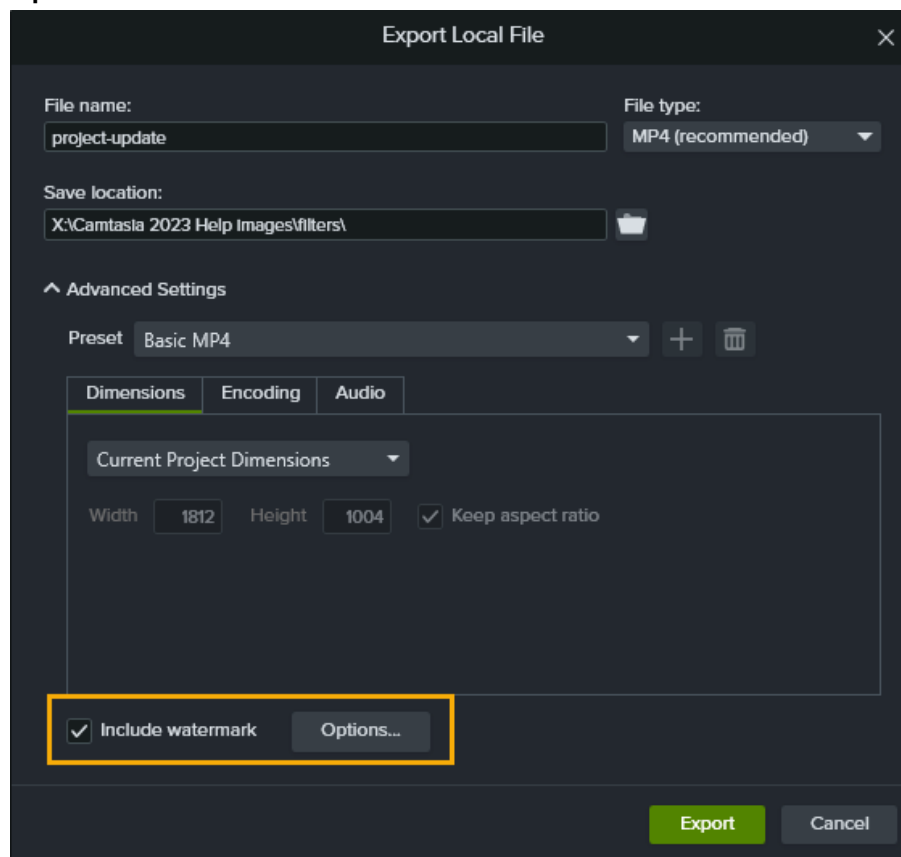 Export Local File
File name:
File type:
project-update
MP4 (recommended)
Save location:
X:\Camtasia 2023 Help Images\filters\
Advanced Settings
Preset Basic MP4
Dimensions Encoding Audio
Current Project Dimensions
Width 1812 Height 1004 Keep aspect ratio
Include watermark Options...
Export Cancel